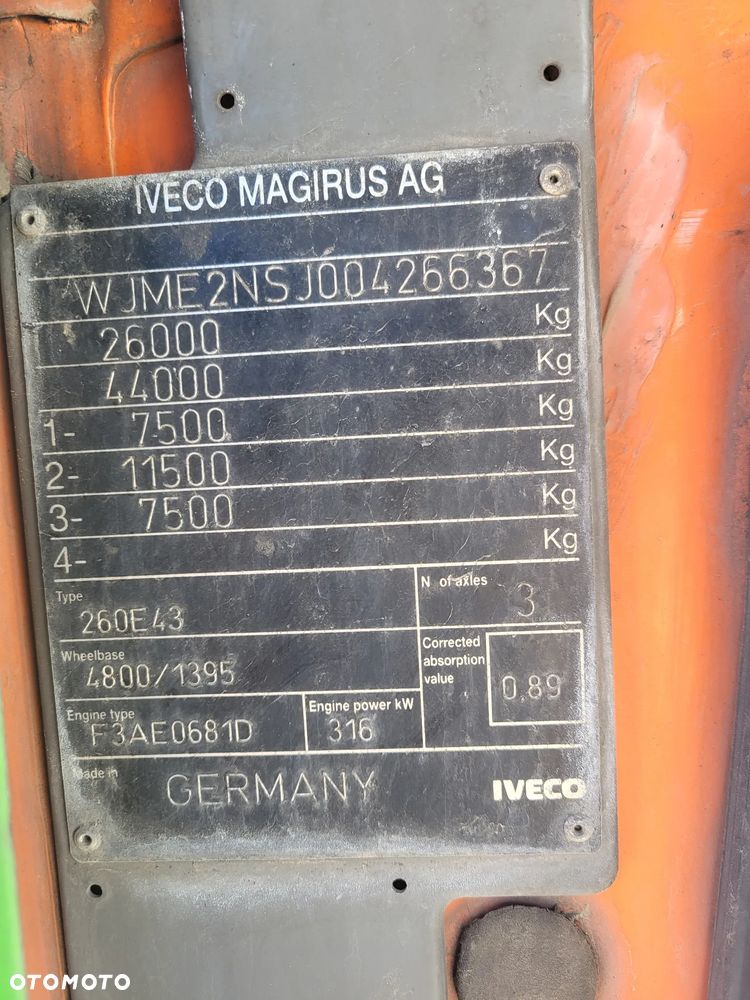 IVECO MAGIRUS AG
WJME2NSJ004266367
26000 Kg
44000 Kg
1- 7500 Kg
2- 11500 Kg
3- 7500 Kg
4- Kg
Type
260E43
N of axles
3
Wheelbase
4800/1395
Corrected
absorption
value
0.89
Engine type
F3AE0681D
Engine power kW
316
Made in
GERMANY
IVECO
OTOMOTO